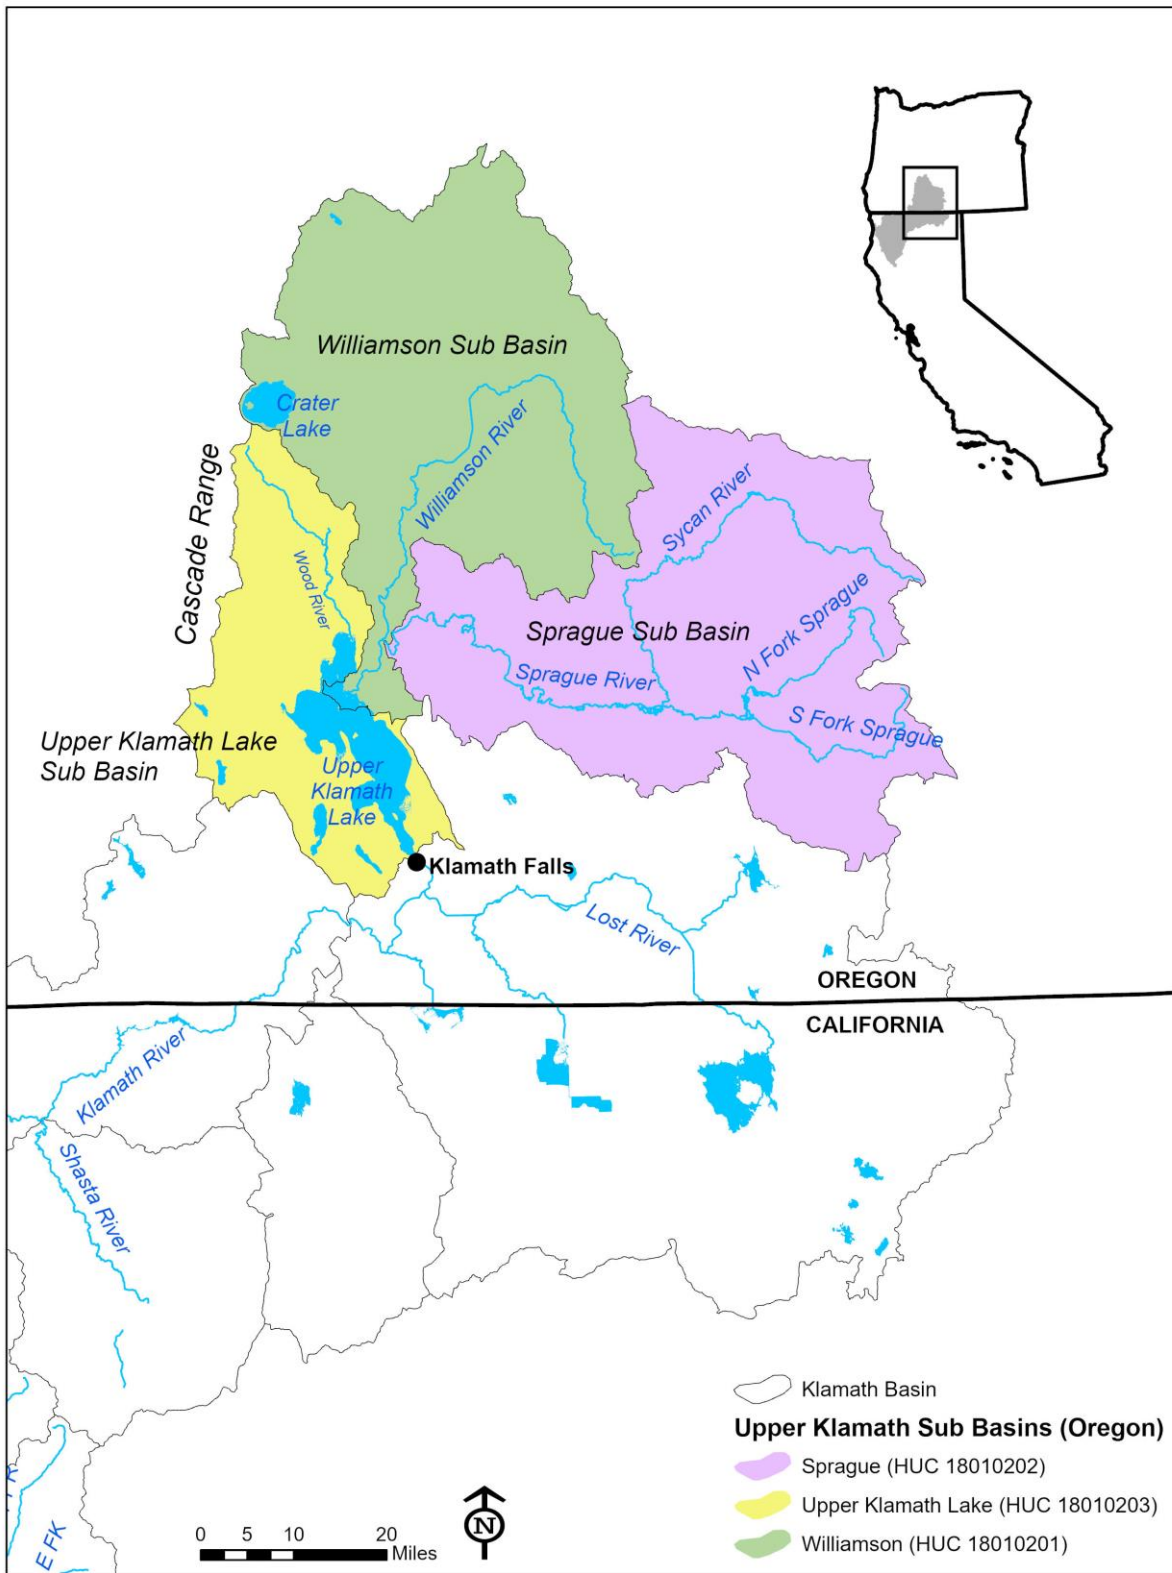 Williamson Sub Basin
Crater
Lake
Williamson River
Cascade Range
Sycan River
Wood River
N Fork Sprague
Sprague Sub Basin
Sprague River
S Fork Sprague
Upper Klamath Lake
Sub Basin
Upper
Klamath
Lake
Klamath Falls
Lost River
OREGON
CALIFORNIA
Klamath River
Shasta River
Klamath Basin
Upper Klamath Sub Basins (Oregon)
Sprague (HUC 18010202)
Upper Klamath Lake (HUC 18010203)
Williamson (HUC 18010201)
E FK
0 5 10 20
Miles
N